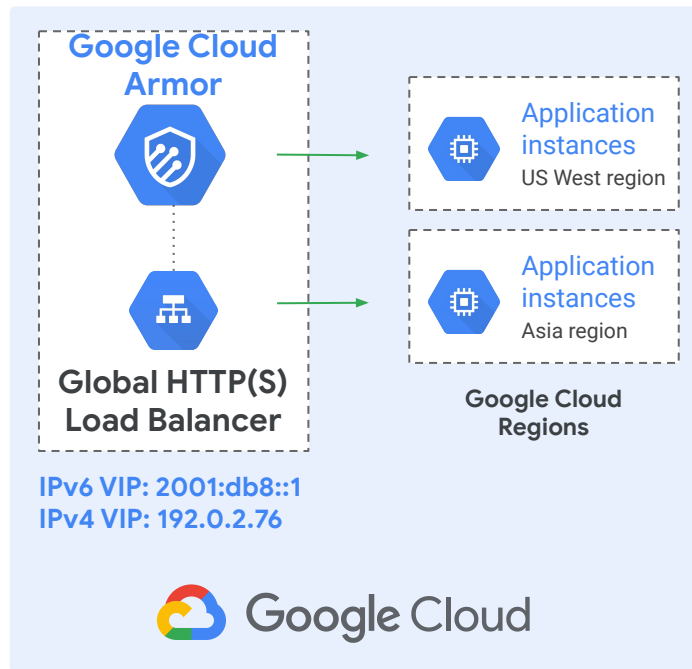 Google Cloud
Armor
Global HTTP(S)
Load Balancer
IPv6 VIP: 2001:db8::1
IPv4 VIP: 192.0.2.76
Application
instances
US West region
Application
instances
Asia region
Google Cloud
Regions
Google Cloud